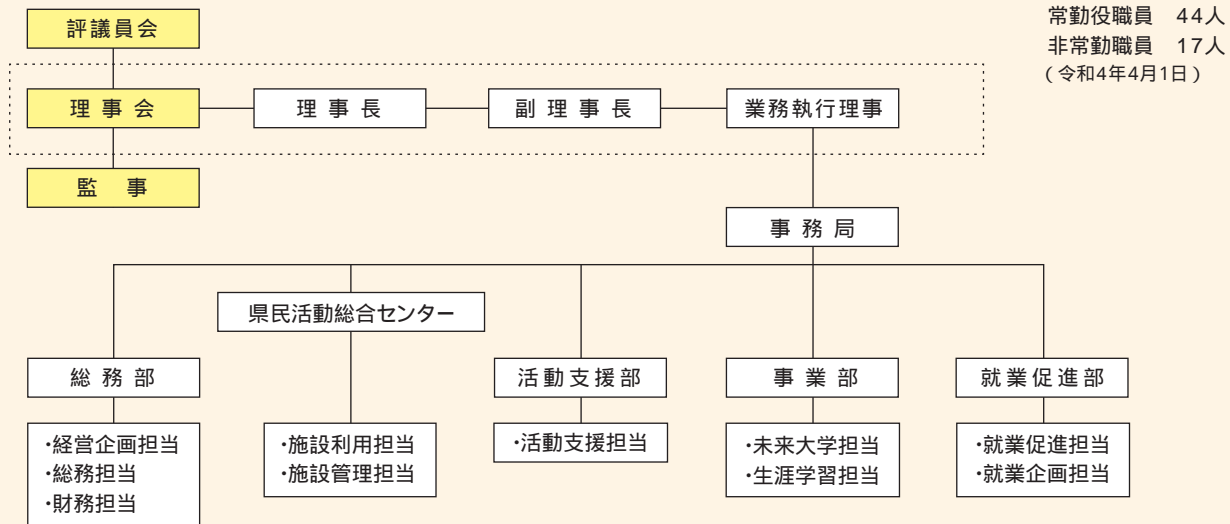 常勤役職員　44人
非常勤職員　17人
（令和4年4月1日）
評議員会
理事会
理事長
副理事長
業務執行理事
監事
事務局
県民活動総合センター
総務部
活動支援部
事業部
就業促進部
・経営企画担当
・総務担当
・財務担当
・施設利用担当
・施設管理担当
・活動支援担当
・未来大学担当
・生涯学習担当
・就業促進担当
・就業企画担当